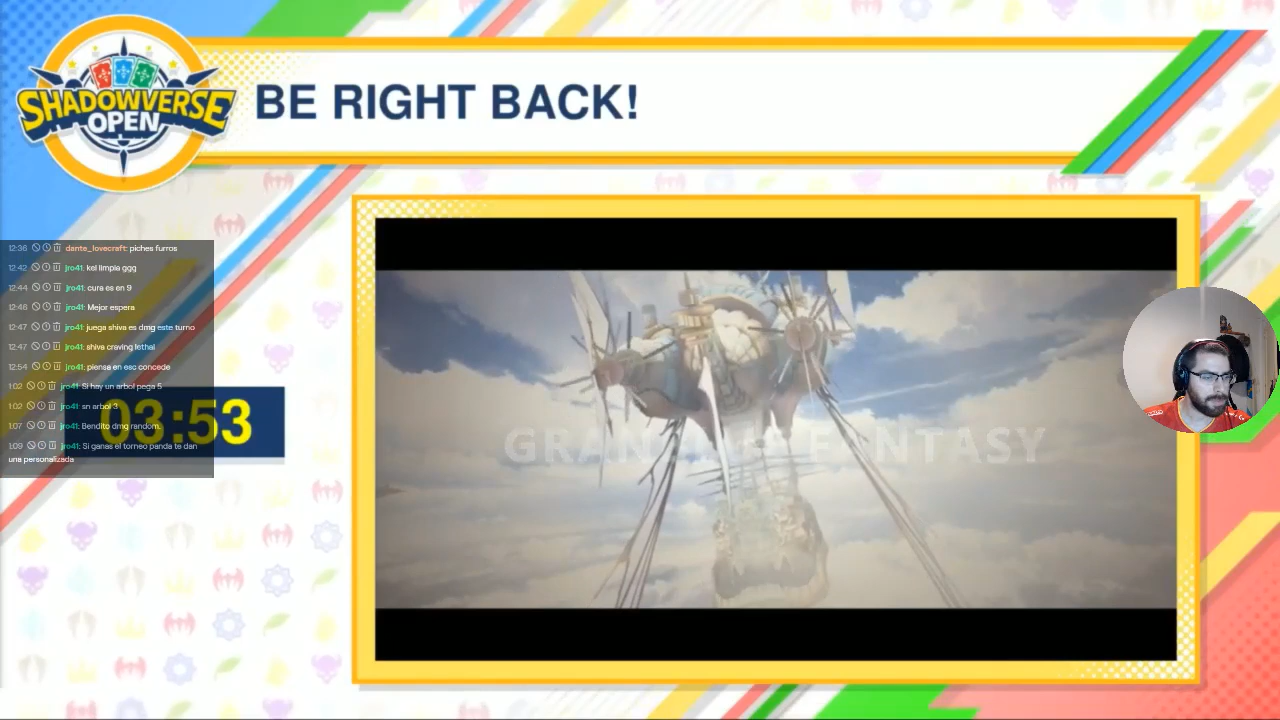 SHADOWVERSE
OPEN
BE RIGHT BACK!
12:36 dante_lovecraft: piches furros
12:42 jro41: kel limpia ggg
12:44 jro41: cura es en 9
12:46 jro41: Mejor espera
12:47 jro41: juega shiva es dmg este turno
12:47 jro41: shiva craving lethal
12:54 jro41: piensa en esc concede
1:02 jro41: Si hay un arbol pega 5
1:02 jro41: sn arbol 3
1:07 jro41: Bendito dmg random.
1:09 jro41: Si ganas el torneo panda te dan
una personalizada
03:53
FANTASY